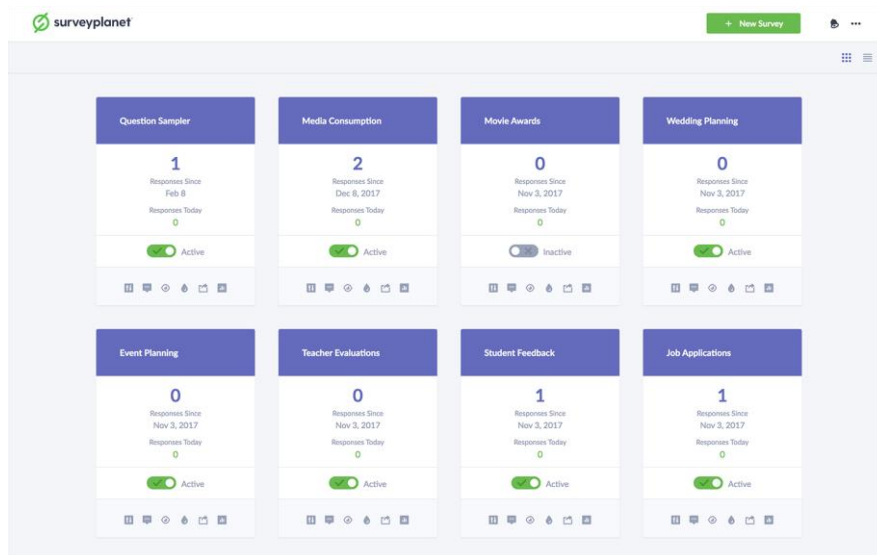 surveyplanet
+ New Survey
Question Sampler
1
Responses Since
Feb 8
Responses Today
0
Active
Media Consumption
2
Responses Since
Dec 8, 2017
Responses Today
0
Active
Movie Awards
0
Responses Since
Nov 3, 2017
Responses Today
0
Inactive
Wedding Planning
0
Responses Since
Nov 3, 2017
Responses Today
0
Active
Event Planning
0
Responses Since
Nov 3, 2017
Responses Today
0
Active
Teacher Evaluations
0
Responses Since
Nov 3, 2017
Responses Today
0
Active
Student Feedback
1
Responses Since
Nov 3, 2017
Responses Today
0
Active
Job Applications
1
Responses Since
Nov 3, 2017
Responses Today
0
Active